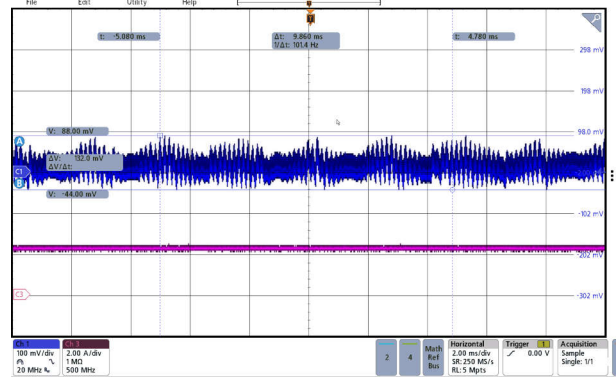 File Edit Utility Help
T
t: -5.080 ms
Δt: 9.860 ms
1/Δt: 101.4 Hz
t: 4.780 ms
298 mV
198 mV
V: 88.00 mV
98.0 mV
A
ΔV: 132.0 mV
ΔV/Δt:
C1
B
V: -44.00 mV
-102 mV
-202 mV
C3
-302 mV
Ch 1
100 mV/div
20 MHz
Ch 3
2.00 A/div
1 MΩ
500 MHz
2
4
Math
Ref
Bus
Horizontal
2.00 ms/div
SR: 250 MS/s
RL: 5 Mpts
Trigger 1
0.00 V
Acquisition
Sample
Single: 1/1